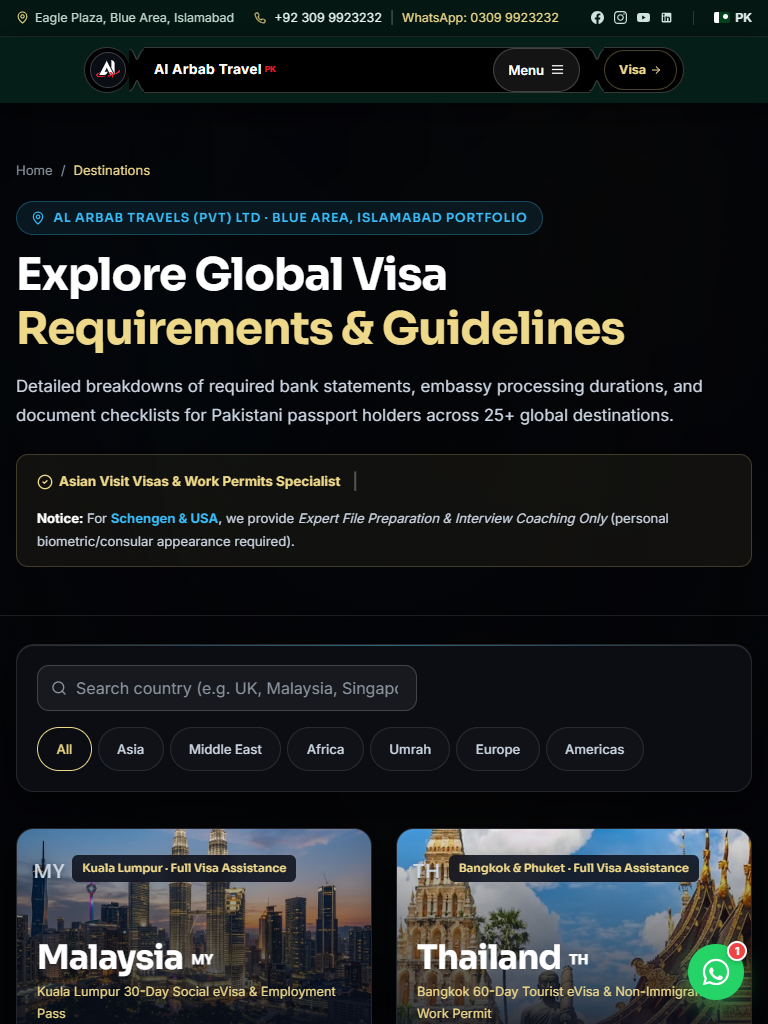 Eagle Plaza, Blue Area, Islamabad
+92 309 9923232
WhatsApp: 0309 9923232
PK
Al Arbab Travel PK
Menu
Visa →
Home / Destinations
AL ARBAB TRAVELS (PVT) LTD · BLUE AREA, ISLAMABAD PORTFOLIO
Explore Global Visa
Requirements & Guidelines
Detailed breakdowns of required bank statements, embassy processing durations, and
document checklists for Pakistani passport holders across 25+ global destinations.
Asian Visit Visas & Work Permits Specialist
Notice: For Schengen & USA, we provide Expert File Preparation & Interview Coaching Only (personal
biometric/consular appearance required).
Search country (e.g. UK, Malaysia, Singapo
All
Asia
Middle East
Africa
Umrah
Europe
Americas
MY
Kuala Lumpur · Full Visa Assistance
Malaysia MY
Kuala Lumpur 30-Day Social eVisa & Employment
Pass
TH
Bangkok & Phuket · Full Visa Assistance
Thailand TH
Bangkok 60-Day Tourist eVisa & Non-Immigra
Work Permit
1